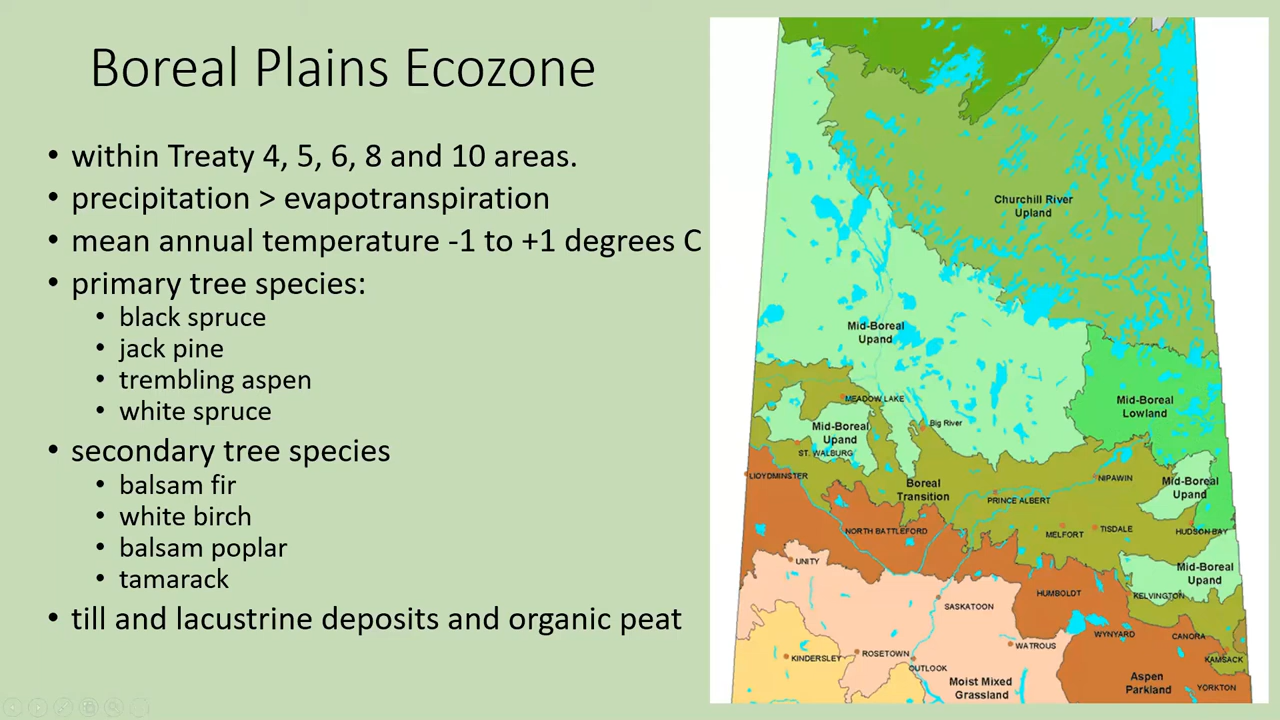 Boreal Plains Ecozone
• within Treaty 4, 5, 6, 8 and 10 areas.
• precipitation > evapotranspiration
• mean annual temperature -1 to +1 degrees C
• primary tree species:
• black spruce
• jack pine
• trembling aspen
• white spruce
• secondary tree species
• balsam fir
• white birch
• balsam poplar
• tamarack
• till and lacustrine deposits and organic peat
Churchill River
Upland
Mid-Boreal
Upand
Mid-Boreal
Lowland
MEADOW LAKE
Big River
Mid-Boreal
Upand
ST. WALBURG
LlOYDMINSTER
Boreal
Transition
NIPAWIN
Mid-Boreal
Upand
PRINCE ALBERT
NORTH BATTLEFORD
MELFORT
TISDALE
HUDSON BAY
UNITY
Mid-Boreal
Upand
HUMBOLDT
KELVINGTON
SASKATOON
WYNYARD
CANORA
WATROUS
ROSETOWN
KINDERSLEY
OUTLOOK
KAMSACK
Moist Mixed
Grassland
Aspen
Parkland
YORKTON